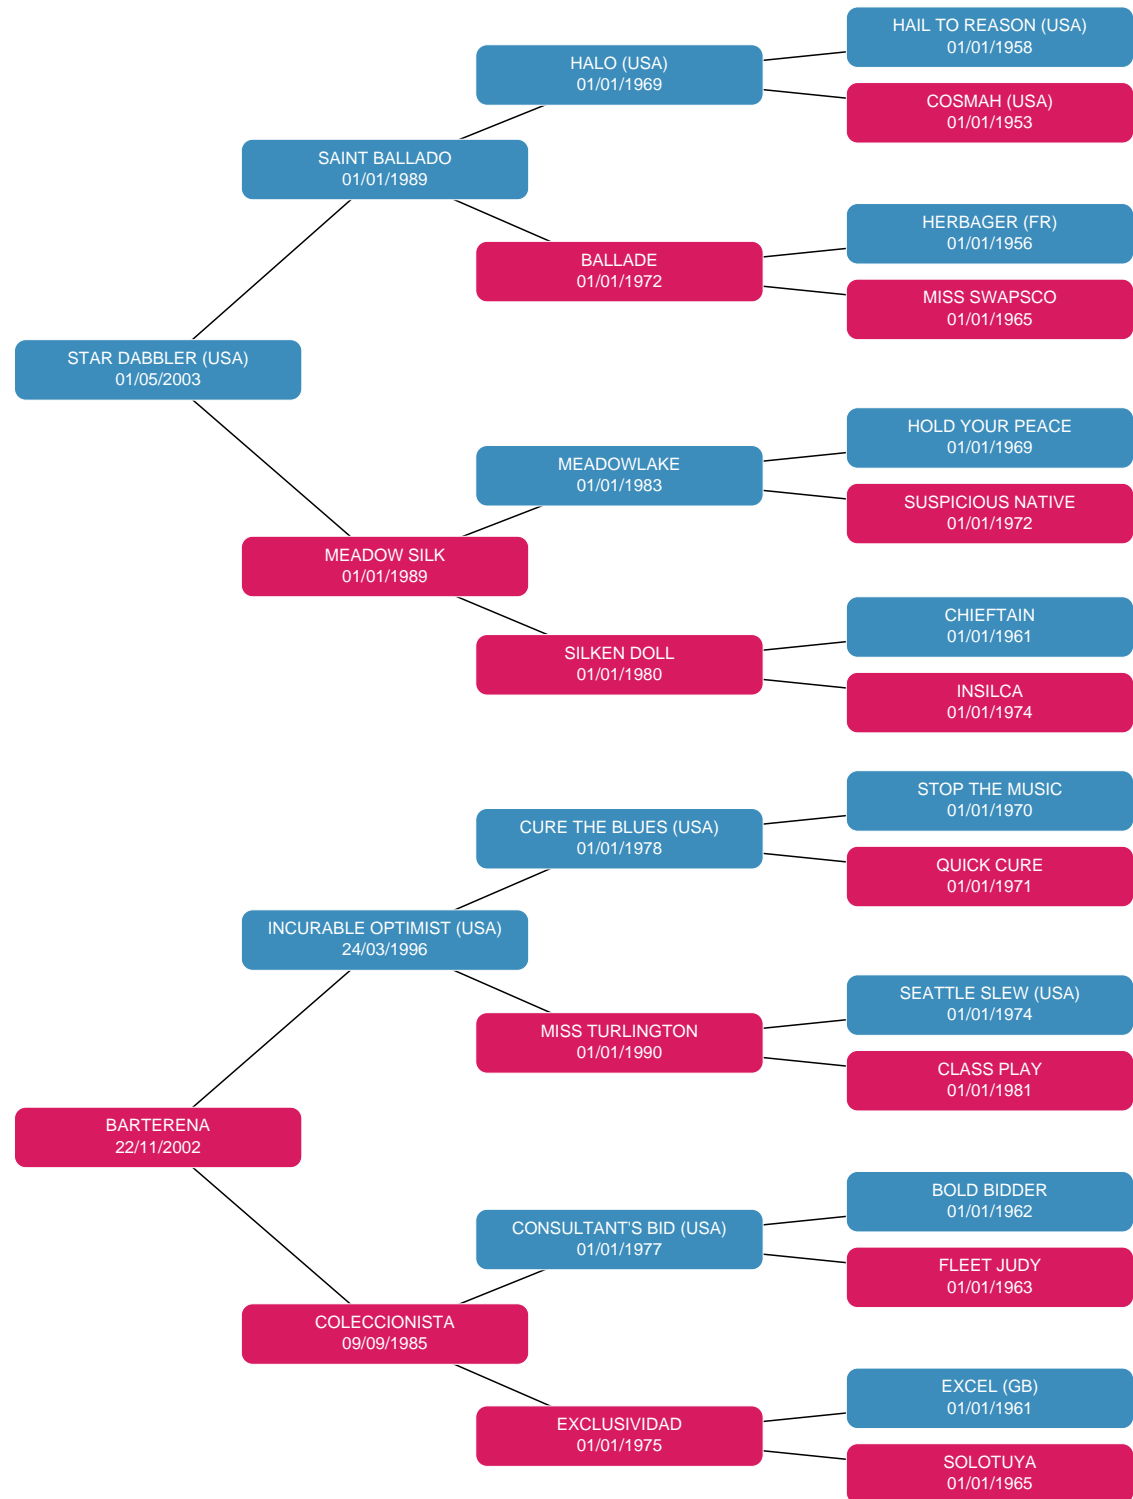 HAIL TO REASON (USA)
01/01/1958
HALO (USA)
01/01/1969
COSMAH (USA)
01/01/1953
SAINT BALLADO
01/01/1989
HERBAGER (FR)
01/01/1956
BALLADE
01/01/1972
MISS SWAPSCO
01/01/1965
STAR DABBLER (USA)
01/05/2003
HOLD YOUR PEACE
01/01/1969
MEADOWLAKE
01/01/1983
SUSPICIOUS NATIVE
01/01/1972
MEADOW SILK
01/01/1989
CHIEFTAIN
01/01/1961
SILKEN DOLL
01/01/1980
INSILCA
01/01/1974
STOP THE MUSIC
01/01/1970
CURE THE BLUES (USA)
01/01/1978
QUICK CURE
01/01/1971
INCURABLE OPTIMIST (USA)
24/03/1996
SEATTLE SLEW (USA)
01/01/1974
MISS TURLINGTON
01/01/1990
CLASS PLAY
01/01/1981
BARTERENA
22/11/2002
BOLD BIDDER
01/01/1962
CONSULTANT'S BID (USA)
01/01/1977
FLEET JUDY
01/01/1963
COLECCIONISTA
09/09/1985
EXCEL (GB)
01/01/1961
EXCLUSIVIDAD
01/01/1975
SOLOTUYA
01/01/1965